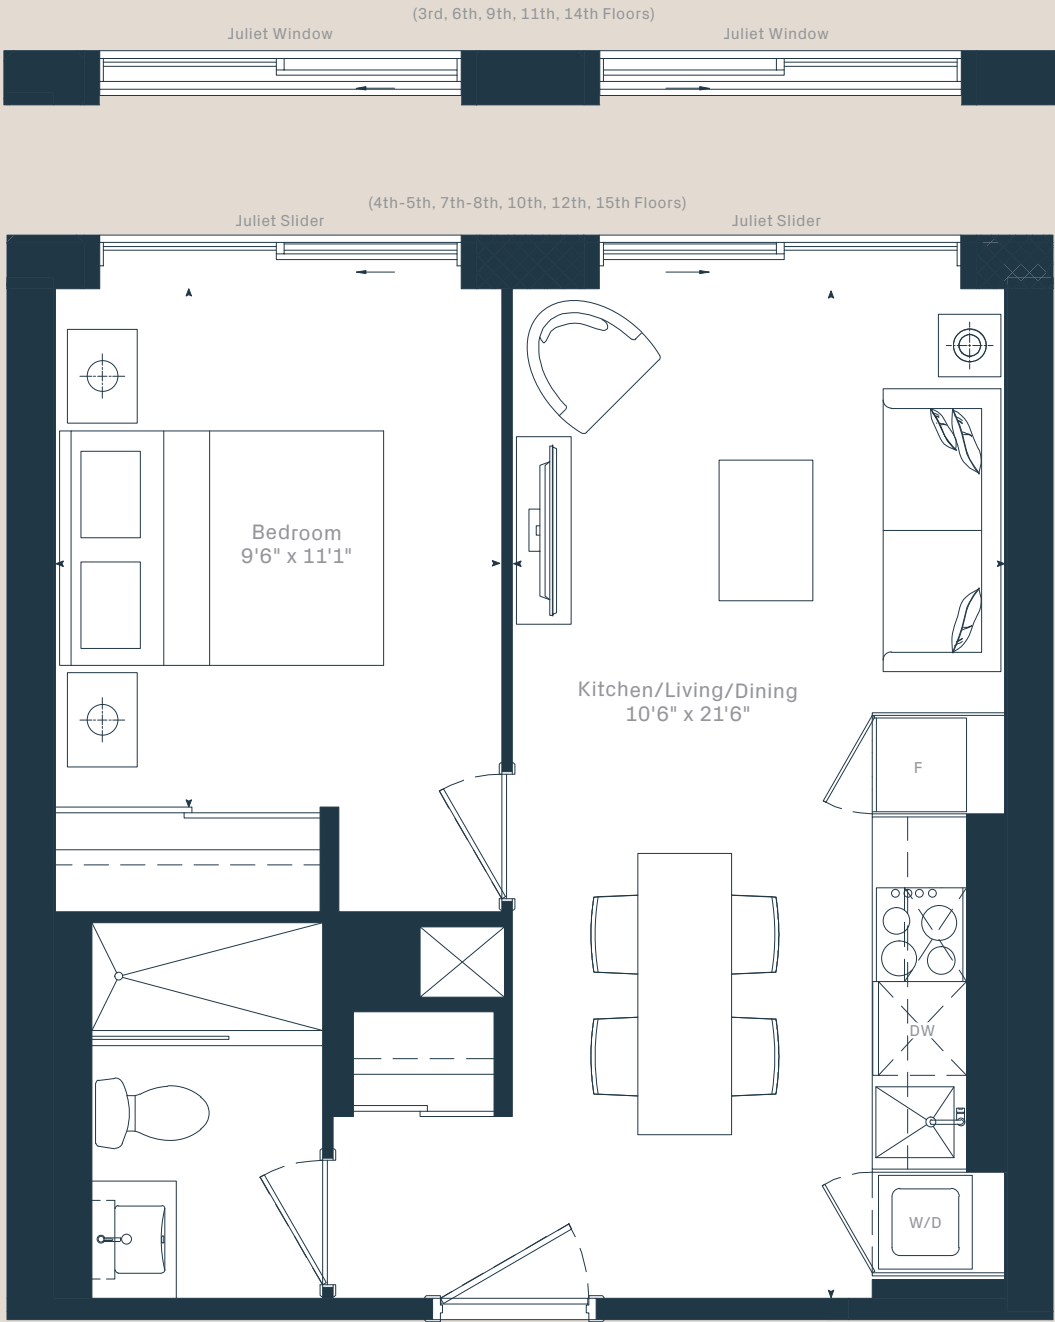 (3rd, 6th, 9th, 11th, 14th Floors)
Juliet Window Juliet Window
(4th-5th, 7th-8th, 10th, 12th, 15th Floors)
Juliet Slider Juliet Slider
Bedroom
9'6" x 11'1"
Kitchen/Living/Dining
10'6" x 21'6"
F
DW
W/D